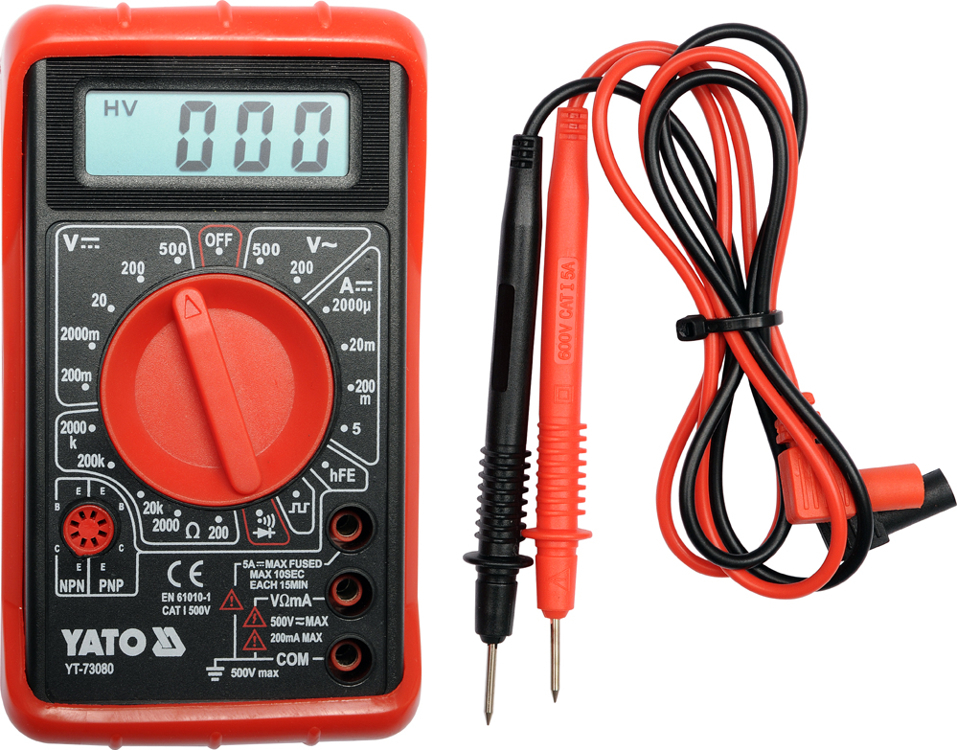 HV 000
V⎓ 500 OFF 500 V~
200 200
A⎓
20 2000µ
2000m 20m
200m 200
m
2000
k 5
200k hFE
20k
2000 Ω 200
E E
B B
C C
E E
NPN PNP
CE
EN 61010-1
CAT I 500V
5A⎓MAX FUSED
MAX 10SEC
EACH 15MIN
VΩmA
500V⎓MAX
200mA MAX
COM
500V max
YATO
YT-73080
600V CAT I 5A